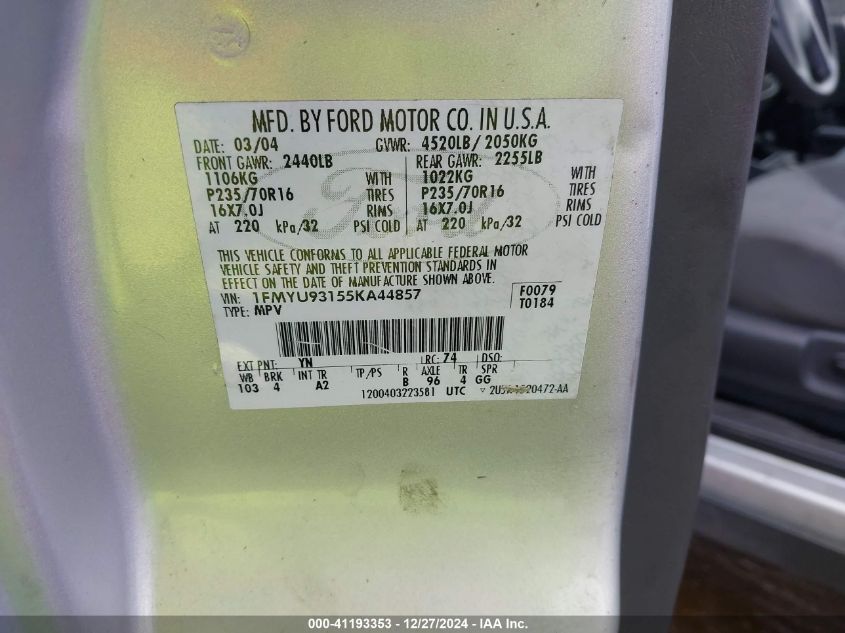 MFD. BY FORD MOTOR CO. IN U.S.A.
DATE: 03/04 GVWR: 4520LB/ 2050KG
FRONT GAWR: 2440LB REAR GAWR: 2255LB
1106KG WITH 1022KG WITH
P235/70R16 TIRES P235/70R16 TIRES
16X7.0J RIMS 16X7.0J RIMS
AT 220 kPa/32 PSI COLD AT 220 kPa/32 PSI COLD
Ford
THIS VEHICLE CONFORMS TO ALL APPLICABLE FEDERAL MOTOR
VEHICLE SAFETY AND THEFT PREVENTION STANDARDS IN
EFFECT ON THE DATE OF MANUFACTURE SHOWN ABOVE.
VIN: 1FMYU93155KA44857 F0079
TYPE: MPV T0184
EXT PNT: YN RC: 74 DSO:
WB BRK INT TR TP/PS R AXLE TR SPR
103 4 A2 B 96 4 GG
1200403223581 UTC
000-41193353 - 12/27/2024 - IAA Inc.